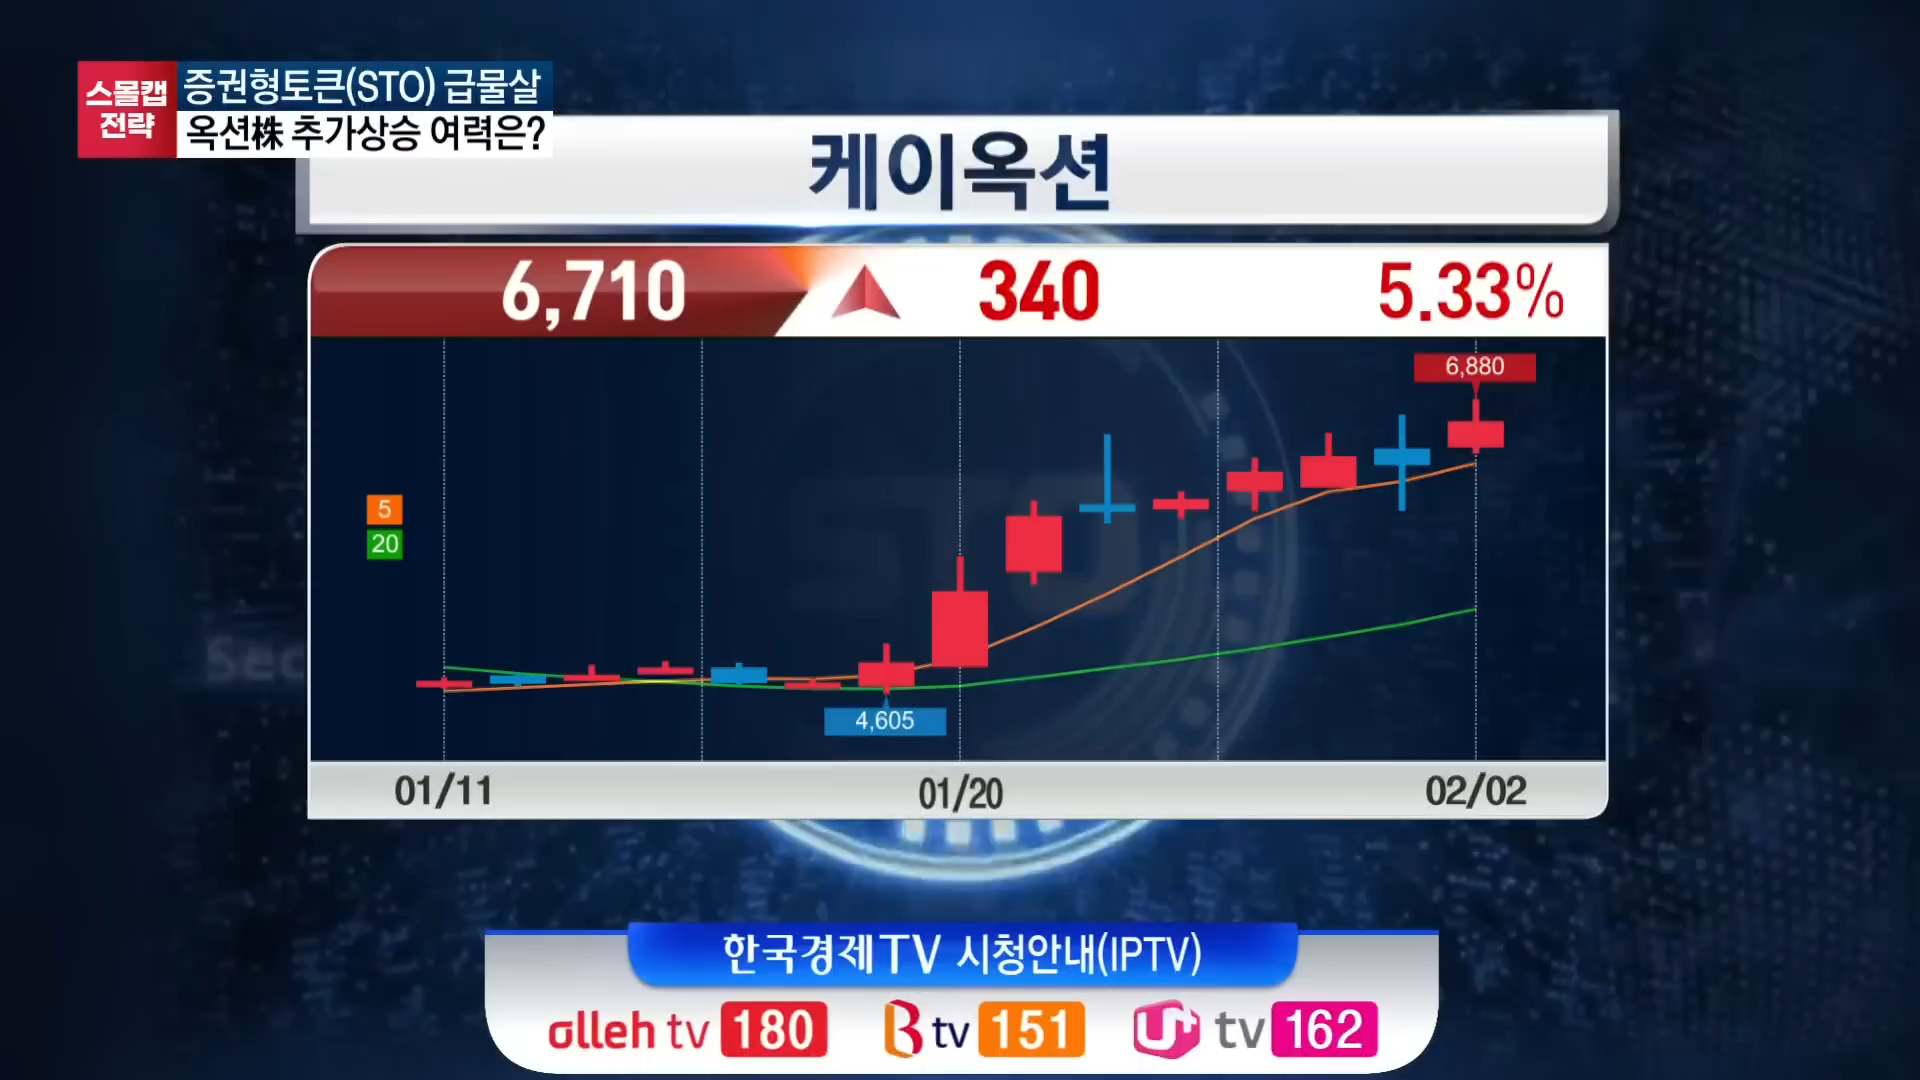 스몰캡
전략
증권형토큰(STO) 급물살
옥션株 추가상승 여력은?
케이옥션
6,710
340
5.33%
6,880
5
20
4,605
01/11
01/20
02/02
한국경제TV 시청안내(IPTV)
olleh tv 180
B tv 151
U+ tv 162